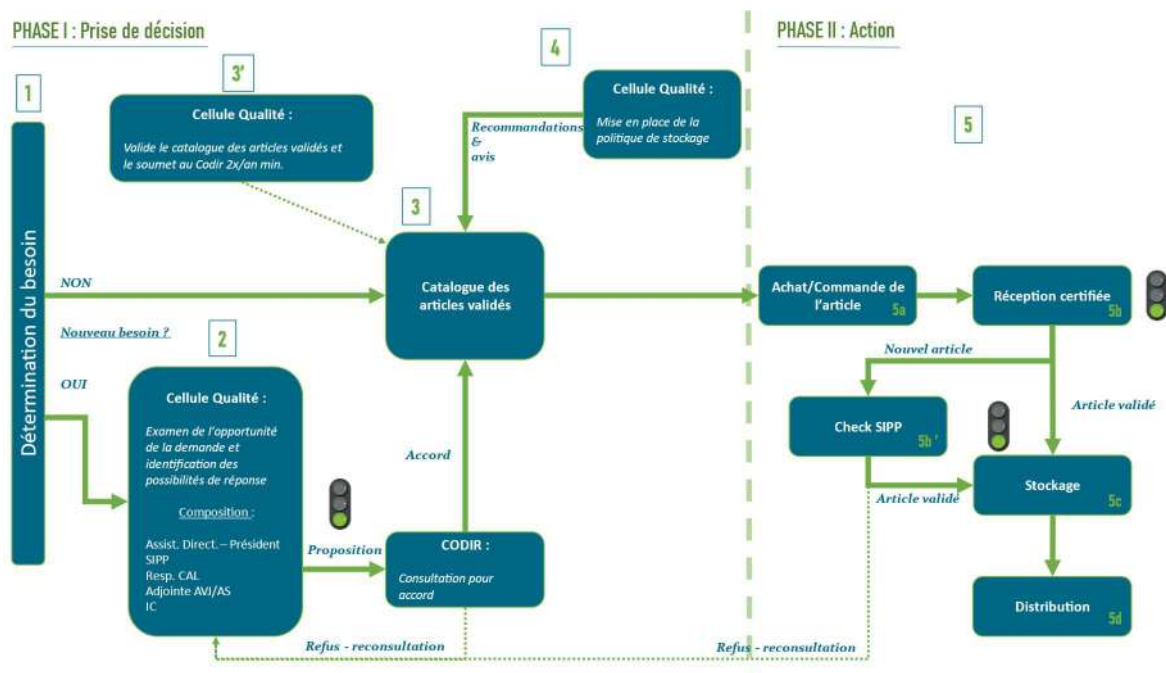 PHASE I : Prise de décision
PHASE II : Action
1
Détermination du besoin
3'
Cellule Qualité :
Valide le catalogue des articles validés et
le soumet au Codir 2x/an min.
4
Cellule Qualité :
Mise en place de la
politique de stockage
Recommandations
&
avis
3
Catalogue des
articles validés
NON
Nouveau besoin ?
OUI
2
Cellule Qualité :
Examen de l'opportunité
de la demande et
identification des
possibilités de réponse
Composition :
Assist. Direct. – Président
SIPP
Resp. CAL
Adjointe AVJ/AS
IC
Proposition
Accord
CODIR :
Consultation pour
accord
Refus - reconsultation
5
Achat/Commande de
l'article
5a
Réception certifiée
5b
Nouvel article
Article validé
Check SIPP
5b'
Article validé
Stockage
5c
Distribution
5d
Refus - reconsultation